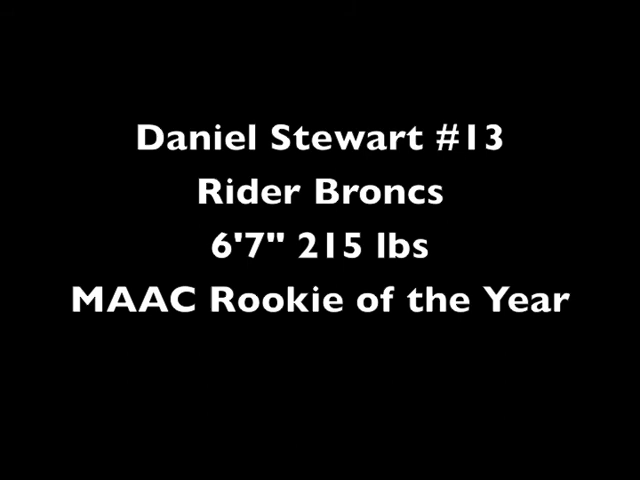 Daniel Stewart #13
Rider Broncs
6'7" 215 lbs
MAAC Rookie of the Year